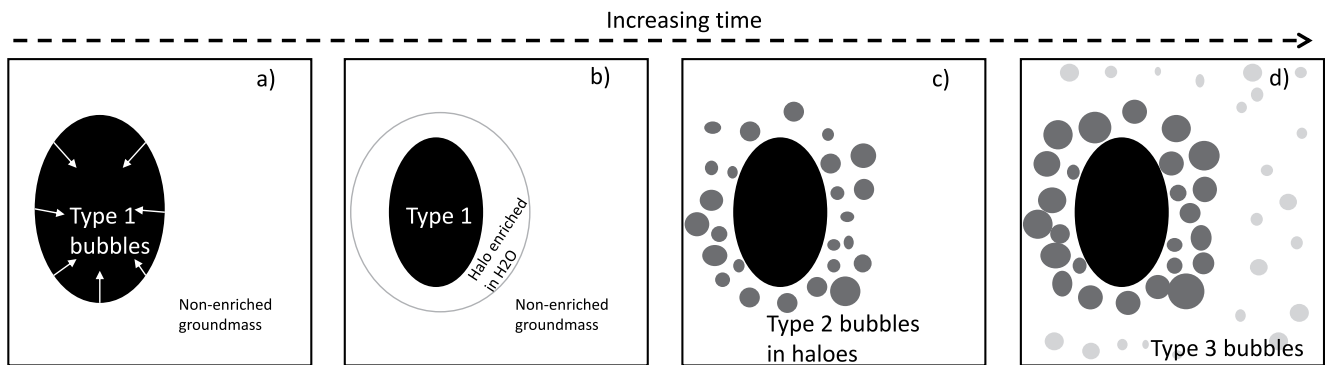 Increasing time
a)
Type 1
bubbles
Non-enriched
groundmass
b)
Type 1
Halo enriched
in H2O
Non-enriched
groundmass
c)
Type 2 bubbles
in haloes
d)
Type 3 bubbles